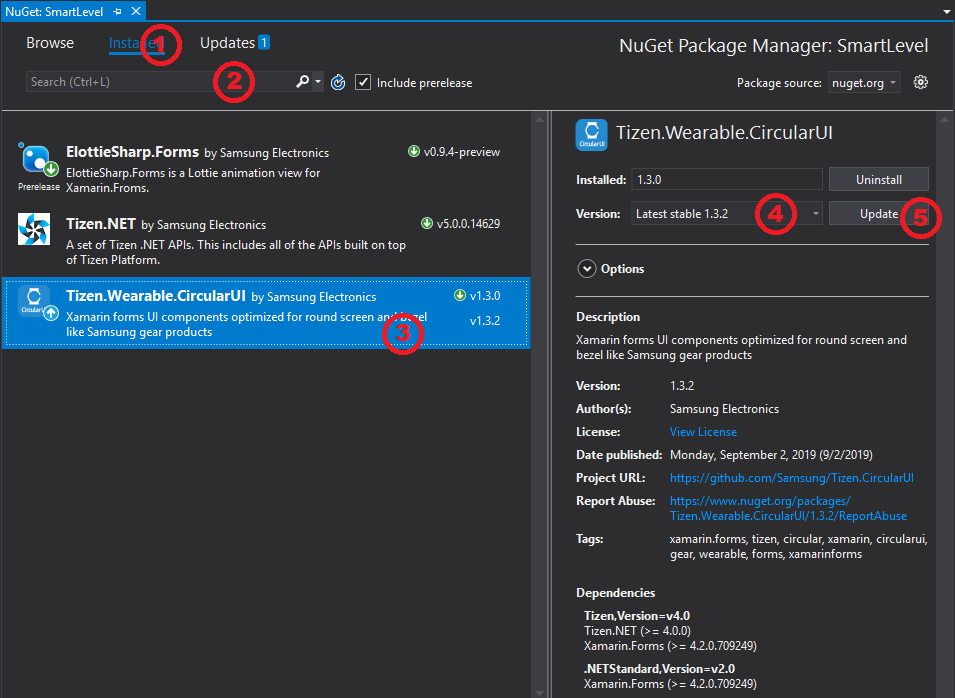 NuGet: SmartLevel
Browse
Installed
Updates 1
NuGet Package Manager: SmartLevel
1
Search (Ctrl+L)
2
Include prerelease
Package source: nuget.org
ElottieSharp.Forms by Samsung Electronics
v0.9.4-preview
ElottieSharp.Forms is a Lottie animation view for
Xamarin.Froms.
Prerelease
Tizen.NET by Samsung Electronics
v5.0.0.14629
A set of Tizen .NET APIs. This includes all of the APIs built on top
of Tizen Platform.
CircularUI
Tizen.Wearable.CircularUI by Samsung Electronics
v1.3.0
Xamarin forms UI components optimized for round screen and bezel
like Samsung gear products
v1.3.2
3
CircularUI
Tizen.Wearable.CircularUI
Installed: 1.3.0
Uninstall
Version: Latest stable 1.3.2
4
Update
5
Options
Description
Xamarin forms UI components optimized for round screen and
bezel like Samsung gear products
Version: 1.3.2
Author(s): Samsung Electronics
License: View License
Date published: Monday, September 2, 2019 (9/2/2019)
Project URL: https://github.com/Samsung/Tizen.CircularUI
Report Abuse: https://www.nuget.org/packages/
Tizen.Wearable.CircularUI/1.3.2/ReportAbuse
Tags: xamarin.forms, tizen, circular, xamarin, circularui,
gear, wearable, forms, xamarinforms
Dependencies
Tizen,Version=v4.0
Tizen.NET (>= 4.0.0)
Xamarin.Forms (>= 4.2.0.709249)
.NETStandard,Version=v2.0
Xamarin.Forms (>= 4.2.0.709249)